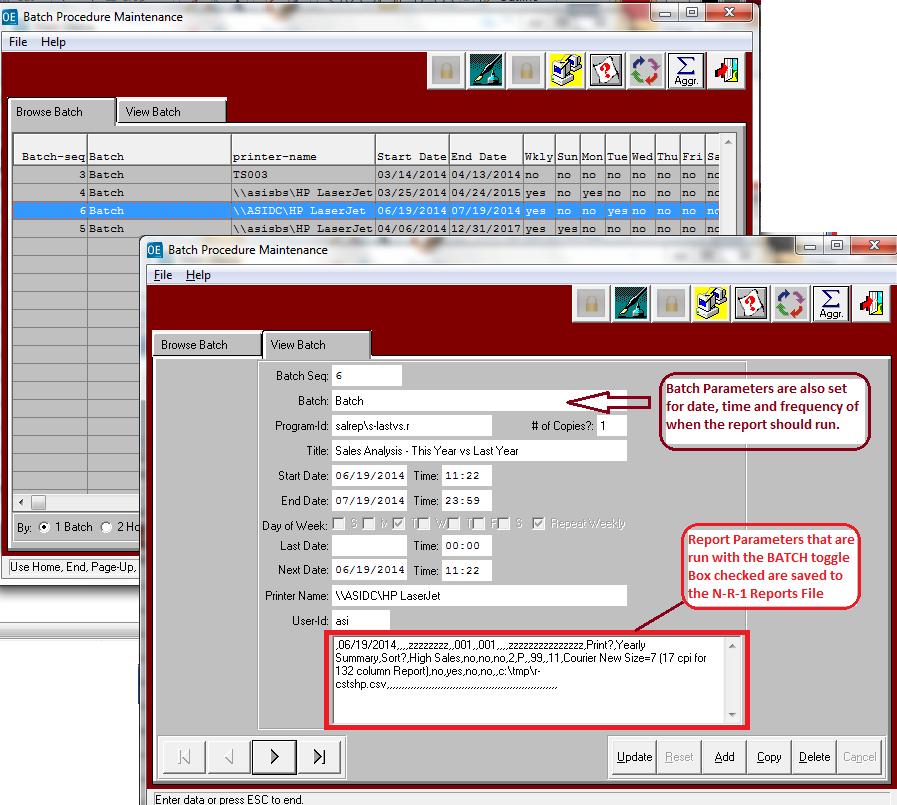 OE Batch Procedure Maintenance
File Help
Σ
Aggr.
Browse Batch View Batch
Batch-seq Batch printer-name Start Date End Date Wkly Sun Mon Tue Wed Thu Fri Sa
3 Batch TS003 03/14/2014 04/13/2014 no no no no no no no no
4 Batch \\asisbs\HP LaserJet 03/25/2014 04/24/2015 yes no yes no no no no no
6 Batch \\ASIDC\HP LaserJet 06/19/2014 07/19/2014 yes no no yes no no no no
5 Batch \\asisbs\HP LaserJet 04/06/2014 12/31/2017 yes yes no no no no no no
By: 1 Batch 2 Ho
Use Home, End, Page-Up,
OE Batch Procedure Maintenance
File Help
Σ
Aggr.
Browse Batch View Batch
Batch Seq: 6
Batch: Batch
Program-Id: salrep\s-lastvs.r # of Copies?: 1
Title: Sales Analysis - This Year vs Last Year
Start Date: 06/19/2014 Time: 11:22
End Date: 07/19/2014 Time: 23:59
Day of Week: S M T W T F S Repeat Weekly
Last Date: Time: 00:00
Next Date: 06/19/2014 Time: 11:22
Printer Name: \\ASIDC\HP LaserJet
User-Id: asi
Batch Parameters are also set
for date, time and frequency of
when the report should run.
Report Parameters that are
run with the BATCH toggle
Box checked are saved to
the N-R-1 Reports File
,06/19/2014,,,,zzzzzzzz,,001,,001,,,,zzzzzzzzzzzzzzz,Print?,Yearly
Summary,Sort?,High Sales,no,no,no,2,P,,99,,11,Courier New Size=7 (17 cpi for
132 column Report),no,yes,no,no,,c:\tmp\r-
cstshp.csv,,,,,,,,,,,,,,,,,,,,,,,,,,,,,,,,,,,,,,,,,,,,,,,,,,,,,,
Update Reset Add Copy Delete Cancel
Enter data or press ESC to end.